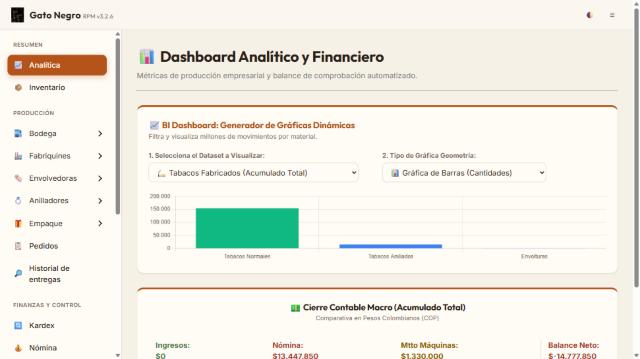 Gato Negro RPM v3.2.6
RESUMEN
Analítica
Inventario
PRODUCCIÓN
Bodega
Fabriquines
Envolvedoras
Anilladores
Empaque
Pedidos
Historial de
entregas
FINANZAS Y CONTROL
Kardex
Nómina
Dashboard Analítico y Financiero
Métricas de producción empresarial y balance de comprobación automatizado.
BI Dashboard: Generador de Gráficas Dinámicas
Filtra y visualiza millones de movimientos por material.
1. Selecciona el Dataset a Visualizar:
Tabacos Fabricados (Acumulado Total)
2. Tipo de Gráfica Geometría:
Gráfica de Barras (Cantidades)
200.000
150.000
100.000
50.000
0
Tabacos Normales
Tabacos Anillados
Envolturas
Cierre Contable Macro (Acumulado Total)
Comparativa en Pesos Colombianos (COP)
Ingresos:
$0
Nómina:
$13.447.850
Mtto Máquinas:
$1.330.000
Balance Neto:
$-14.777.850